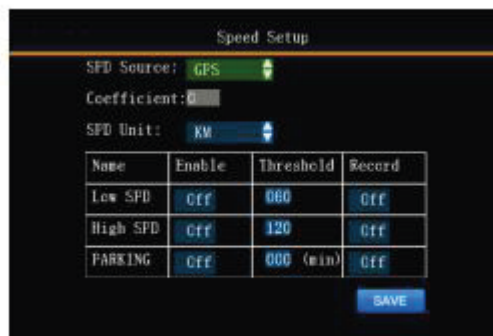 Speed Setup
SPD Source: GPS
Coefficient: 0
SPD Unit: KM
Name Enable Threshold Record
Low SPD Off 060 Off
High SPD Off 120 Off
PARKING Off 000 (min) Off
SAVE